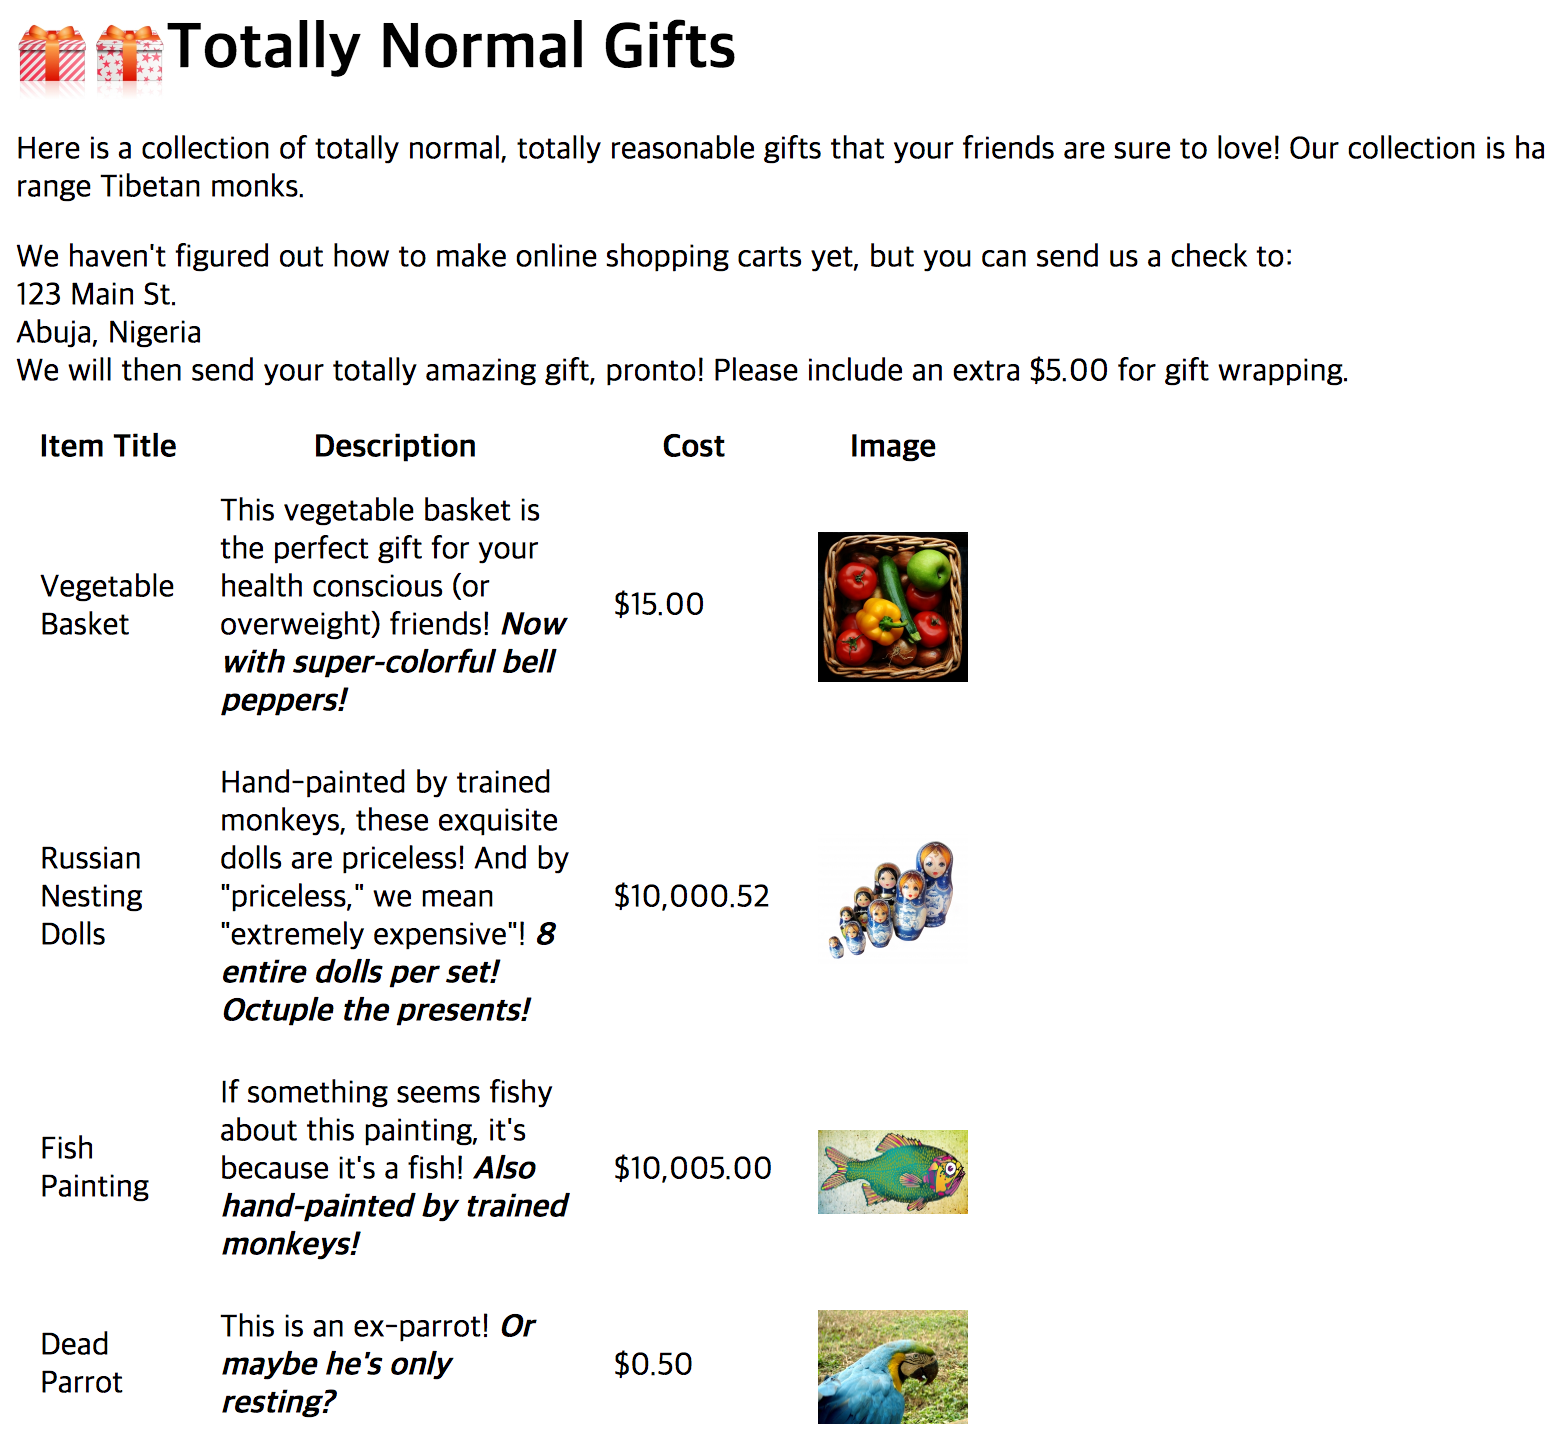 Totally Normal Gifts
Here is a collection of totally normal, totally reasonable gifts that your friends are sure to love! Our collection is ha
range Tibetan monks.
We haven't figured out how to make online shopping carts yet, but you can send us a check to:
123 Main St.
Abuja, Nigeria
We will then send your totally amazing gift, pronto! Please include an extra $5.00 for gift wrapping.
Item Title Description Cost Image
Vegetable
Basket
This vegetable basket is
the perfect gift for your
health conscious (or
overweight) friends! Now
with super-colorful bell
peppers!
$15.00
Russian
Nesting
Dolls
Hand-painted by trained
monkeys, these exquisite
dolls are priceless! And by
"priceless," we mean
"extremely expensive"! 8
entire dolls per set!
Octuple the presents!
$10,000.52
Fish
Painting
If something seems fishy
about this painting, it's
because it's a fish! Also
hand-painted by trained
monkeys!
$10,005.00
Dead
Parrot
This is an ex-parrot! Or
maybe he's only
resting?
$0.50